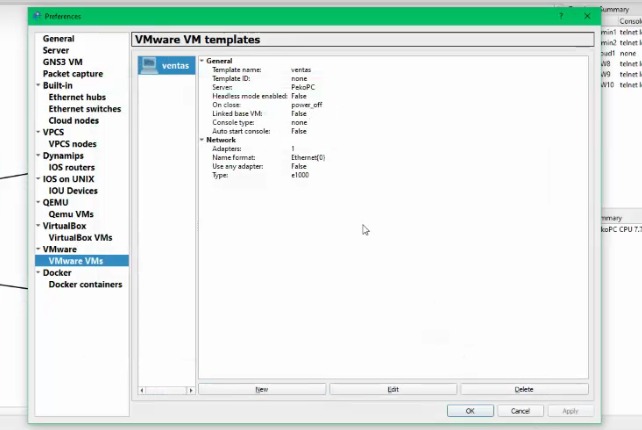 Preferences
?
Summary
General
Server
GNS3 VM
Packet capture
Built-in
Ethernet hubs
Ethernet switches
Cloud nodes
VPCS
VPCS nodes
Dynamips
IOS routers
IOS on UNIX
IOU Devices
QEMU
Qemu VMs
VirtualBox
VirtualBox VMs
VMware
VMware VMs
Docker
Docker containers
VMware VM templates
ventas
General
Template name: ventas
Template ID: none
Server: PekoPC
Headless mode enabled: False
On close: power_off
Linked base VM: False
Console type: none
Auto start console: False
Network
Adapters: 1
Name format: Ethernet{0}
Use any adapter: False
Type: e1000
New
Edit
Delete
OK
Cancel
Apply
Console
min1 telnet l
min2 telnet l
oud1 none
W8 telnet l
W9 telnet l
W10 telnet l
mmary
koPC CPU 7.7